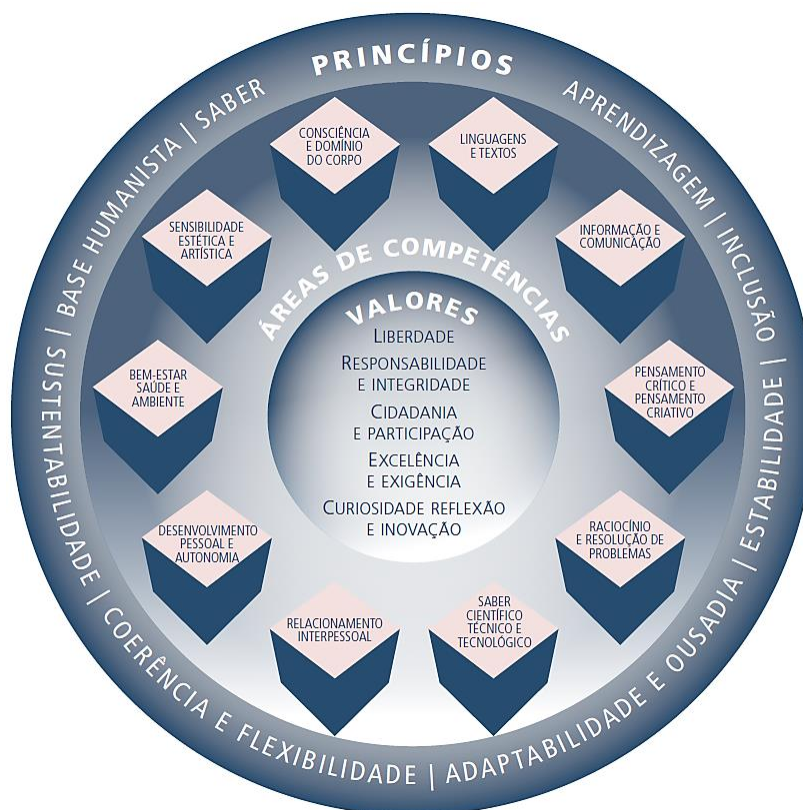 PRINCÍPIOS
BASE HUMANISTA | SABER
APRENDIZAGEM | INCLUSÃO |
ESTABILIDADE |
ADAPTABILIDADE E OUSADIA |
COERÊNCIA E FLEXIBILIDADE |
SUSTENTABILIDADE |
ÁREAS DE COMPETÊNCIAS
LINGUAGENS
E TEXTOS
INFORMAÇÃO E
COMUNICAÇÃO
PENSAMENTO
CRÍTICO E
PENSAMENTO
CRIATIVO
RACIOCÍNIO
E RESOLUÇÃO DE
PROBLEMAS
SABER
CIENTÍFICO
TÉCNICO E
TECNOLÓGICO
RELACIONAMENTO
INTERPESSOAL
DESENVOLVIMENTO
PESSOAL E
AUTONOMIA
BEM-ESTAR
SAÚDE E
AMBIENTE
SENSIBILIDADE
ESTÉTICA E
ARTÍSTICA
CONSCIÊNCIA
E DOMÍNIO
DO CORPO
VALORES
LIBERDADE
RESPONSABILIDADE
E INTEGRIDADE
CIDADANIA
E PARTICIPAÇÃO
EXCELÊNCIA
E EXIGÊNCIA
CURIOSIDADE REFLEXÃO
E INOVAÇÃO